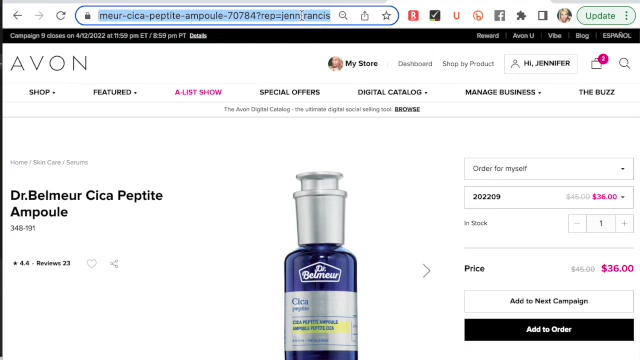 meur-cica-peptite-ampoule-70784?rep=jennfrancis
Update
Campaign 9 closes on 4/12/2022 at 11:59 pm ET / 8:59 pm PT Details
Reward Avon U Vibe Blog ESPAÑOL
AVON
My Store Dashboard Shop by Product Hi, JENNIFER 2
SHOP FEATURED A-LIST SHOW SPECIAL OFFERS DIGITAL CATALOG MANAGE BUSINESS THE BUZZ
The Avon Digital Catalog - the ultimate digital social selling tool. BROWSE
Home / Skin Care / Serums
Dr.Belmeur Cica Peptite
Ampoule
348-191
4.4 - Reviews 23
Dr.
Belmeur
Cica
peptite
CICA PEPTITE AMPOULE
AMPOULE PEPTITE CICA
Order for myself
202209 $45.00 $36.00
In Stock 1
Price $45.00 $36.00
Add to Next Campaign
Add to Order